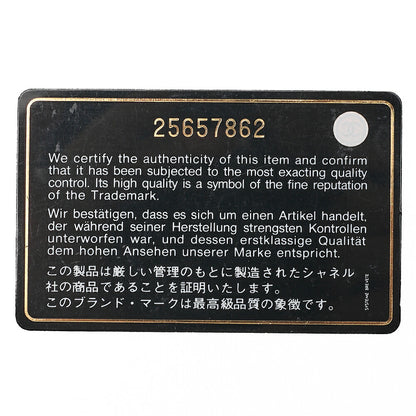 25657862
We certify the authenticity of this item and confirm
that it has been subjected to the most exacting quality
control. Its high quality is a symbol of the fine reputation
of the Trademark.
Wir bestätigen, dass es sich um einen Artikel handelt,
der während seiner Herstellung strengsten Kontrollen
unterworfen war, und dessen erstklassige Qualität
dem hohen Ansehen unserer Marke entspricht.
この製品は厳しい管理のもとに製造されたシャネル
社の商品であることを証明いたします。
このブランド・マークは最高級品質の象徴です。
SYSTEME BREVETE